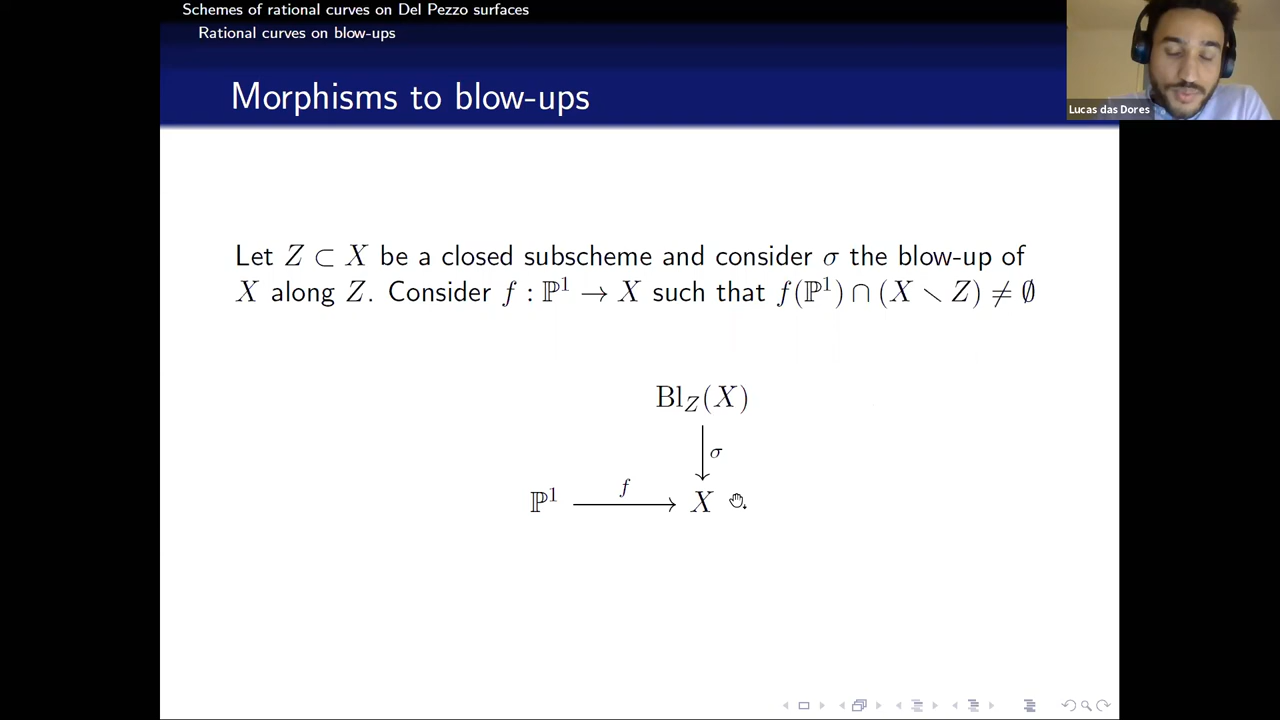 Schemes of rational curves on Del Pezzo surfaces
Rational curves on blow-ups
Morphisms to blow-ups
Lucas das Dores
Let Z ⊂ X be a closed subscheme and consider σ the blow-up of
X along Z. Consider f : ℙ¹ → X such that f(ℙ¹) ∩ (X ∖ Z) ≠ ∅
Bl_Z(X)
σ
f
ℙ¹ → X